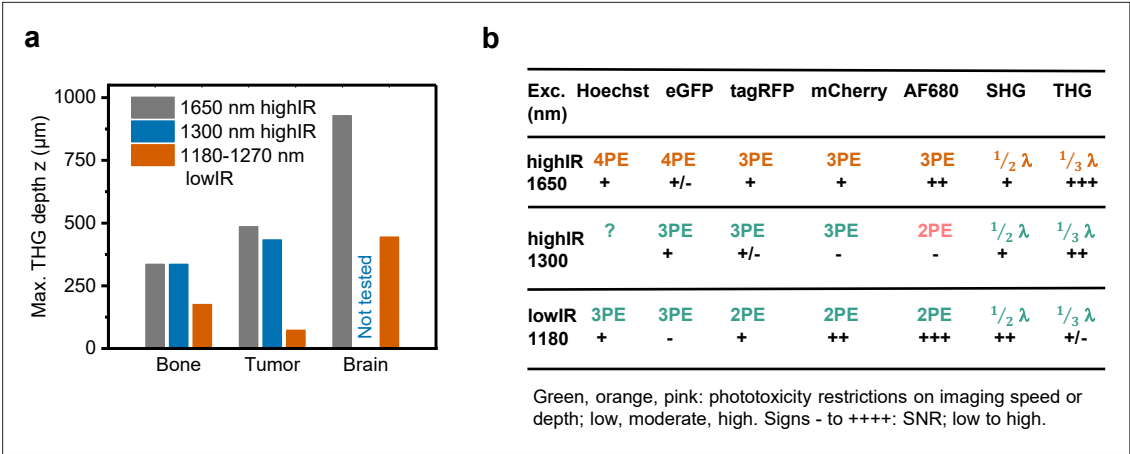 a
1000
750
500
250
0
Max. THG depth z (µm)
1650 nm highIR
1300 nm highIR
1180-1270 nm
lowIR
Not tested
Bone Tumor Brain
b
Exc. Hoechst eGFP tagRFP mCherry AF680 SHG THG
(nm)
highIR 4PE 4PE 3PE 3PE 3PE 1/2 λ 1/3 λ
1650 + +/- + + ++ + +++
highIR ? 3PE 3PE 3PE 2PE 1/2 λ 1/3 λ
1300 + +/- - - + ++
lowIR 3PE 3PE 2PE 2PE 2PE 1/2 λ 1/3 λ
1180 + - + ++ +++ ++ +/-
Green, orange, pink: phototoxicity restrictions on imaging speed or
depth; low, moderate, high. Signs - to ++++: SNR; low to high.